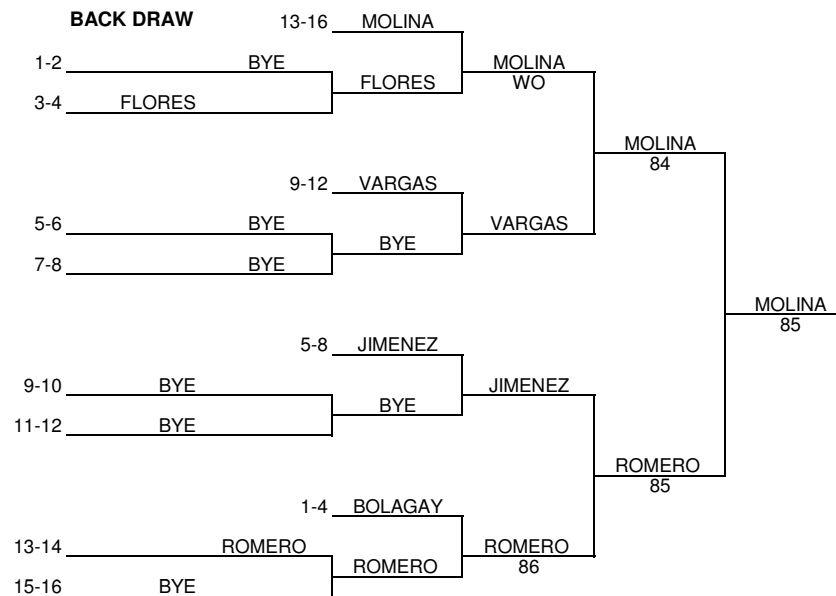 BACK DRAW
13-16 MOLINA
1-2 BYE MOLINA
FLORES WO
3-4 FLORES
MOLINA
84
9-12 VARGAS
5-6 BYE VARGAS
BYE
7-8 BYE
MOLINA
85
5-8 JIMENEZ
9-10 BYE JIMENEZ
BYE
11-12 BYE
ROMERO
85
1-4 BOLAGAY
13-14 ROMERO ROMERO
ROMERO 86
15-16 BYE